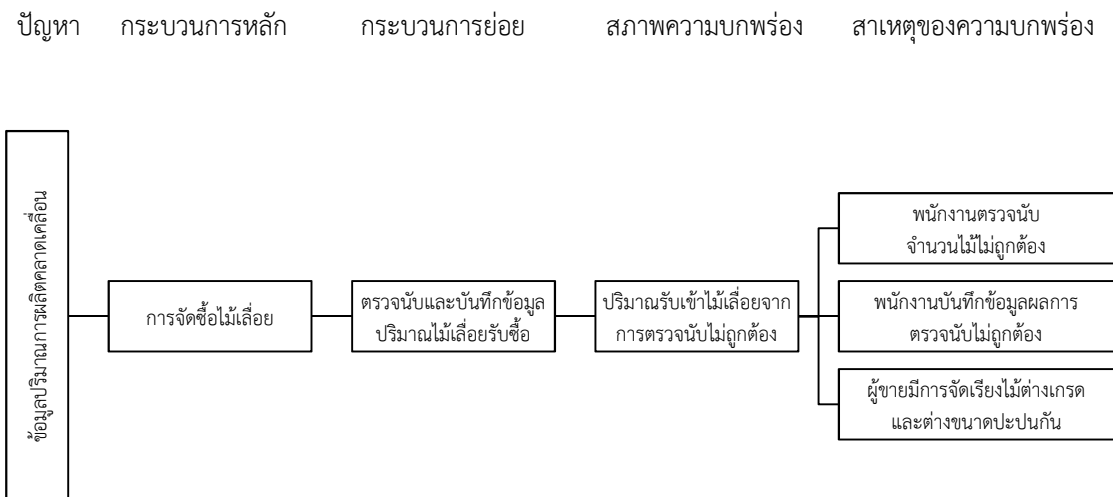 ปัญหา กระบวนการหลัก กระบวนการย่อย สภาพความบกพร่อง สาเหตุของความบกพร่อง
ข้อมูลปริมาณการผลิตคลาดเคลื่อน
การจัดซื้อไม้เลื่อย
ตรวจนับและบันทึกข้อมูล
ปริมาณไม้เลื่อยรับซื้อ
ปริมาณรับเข้าไม้เลื่อยจาก
การตรวจนับไม่ถูกต้อง
พนักงานตรวจนับ
จำนวนไม้ไม่ถูกต้อง
พนักงานบันทึกข้อมูลผลการ
ตรวจนับไม่ถูกต้อง
ผู้ขายมีการจัดเรียงไม้ต่างเกรด
และต่างขนาดปะปนกัน